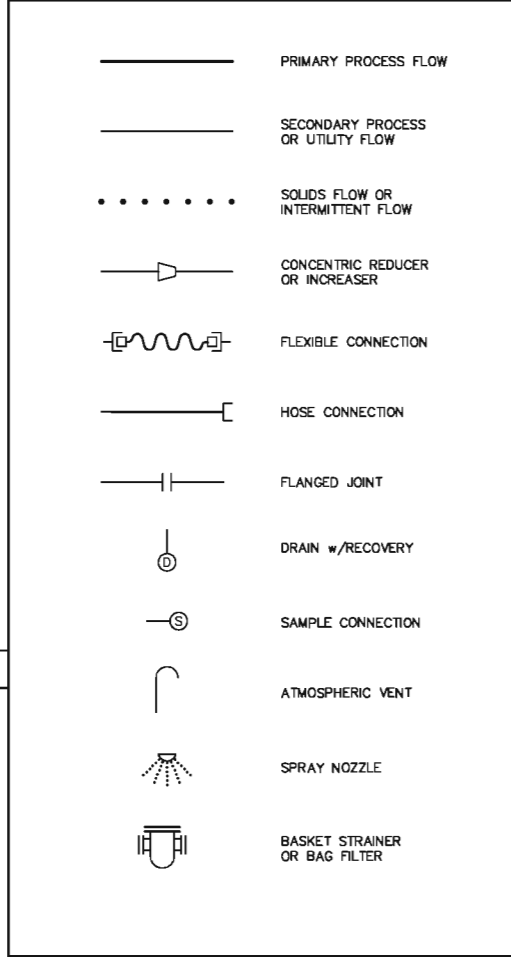 PRIMARY PROCESS FLOW
SECONDARY PROCESS
OR UTILITY FLOW
SOLIDS FLOW OR
INTERMITTENT FLOW
CONCENTRIC REDUCER
OR INCREASER
FLEXIBLE CONNECTION
HOSE CONNECTION
FLANGED JOINT
D
DRAIN w/RECOVERY
S
SAMPLE CONNECTION
ATMOSPHERIC VENT
SPRAY NOZZLE
BASKET STRAINER
OR BAG FILTER